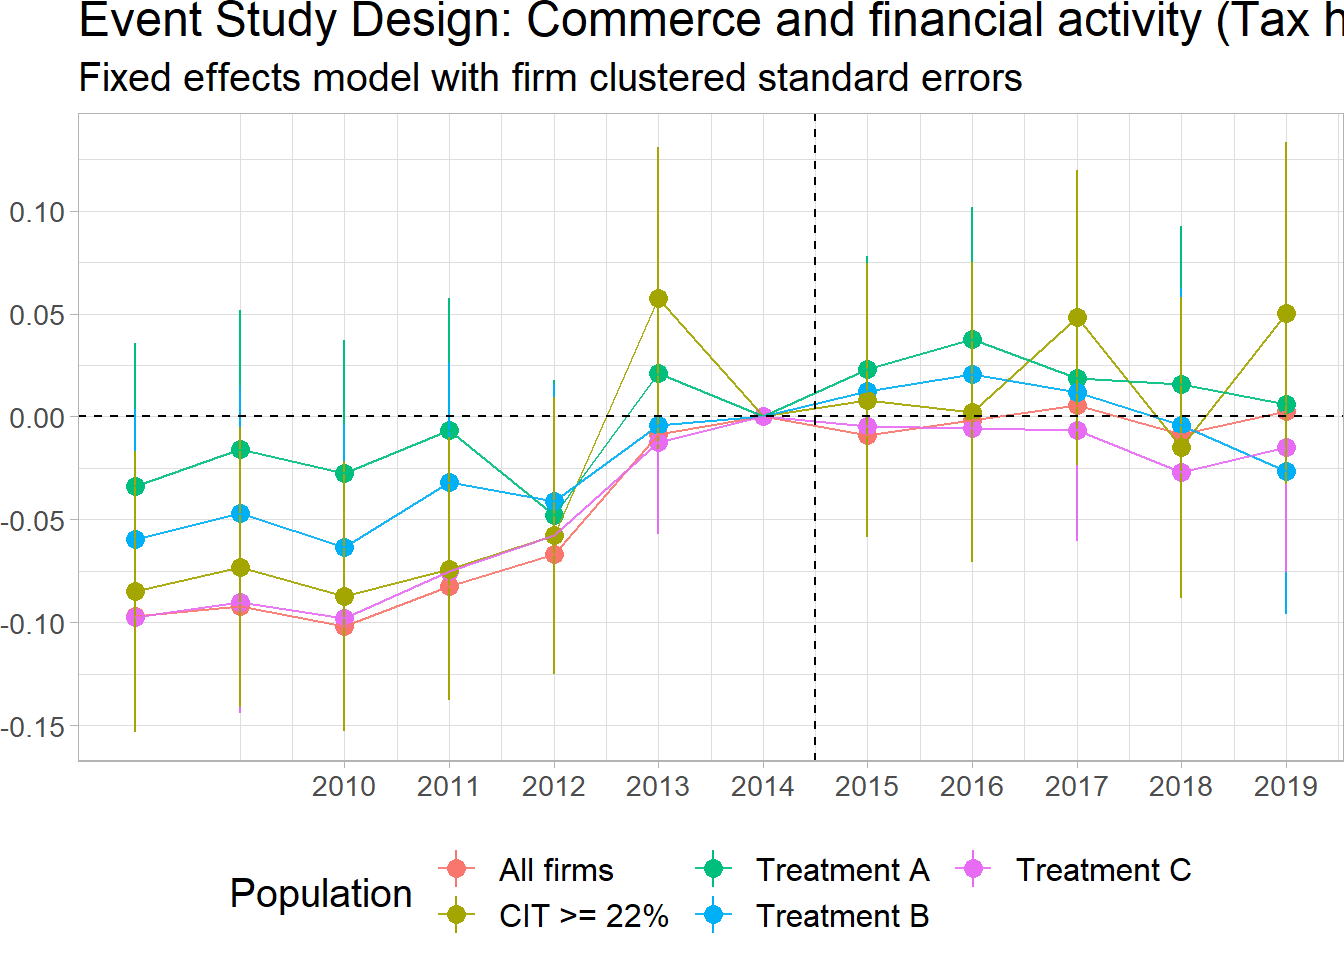 Event Study Design: Commerce and financial activity (Tax h
Fixed effects model with firm clustered standard errors
0.10
0.05
0.00
-0.05
-0.10
-0.15
2010 2011 2012 2013 2014 2015 2016 2017 2018 2019
Population
All firms Treatment A Treatment C
CIT >= 22% Treatment B